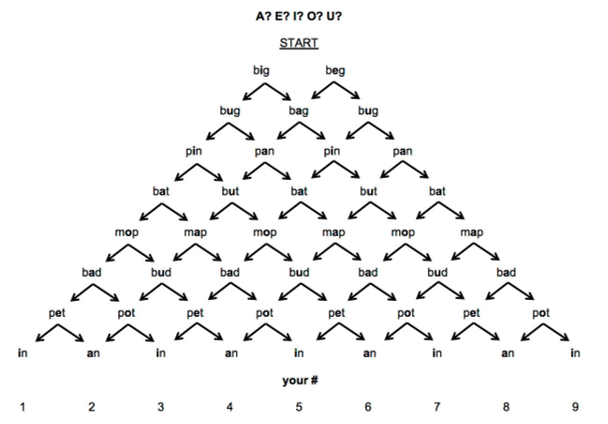 A? E? I? O? U?
START
big beg
bug bag bug
pin pan pin pan
bat but bat but bat
mop map mop map mop map
bad bud bad bud bad bud bad
pet pot pet pot pet pot pet pot
in an in an in an in an in
your #
1 2 3 4 5 6 7 8 9